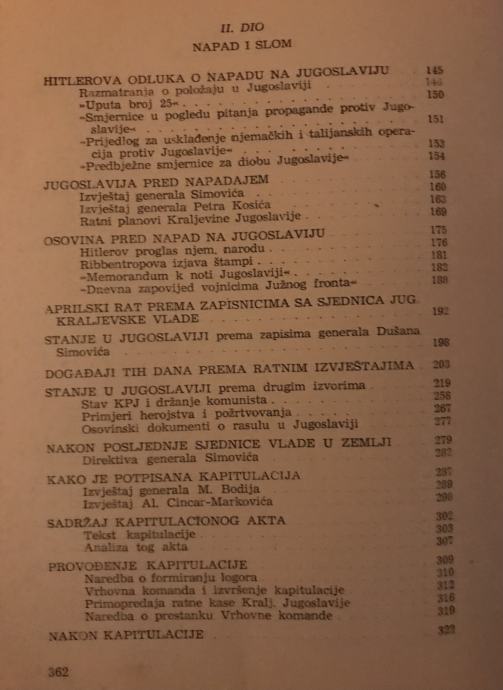 II. DIO
NAPAD I SLOM
HITLEROVA ODLUKA O NAPADU NA JUGOSLAVIJU . 145
Razmatranja o položaju u Jugoslaviji . 146
»Uputa broj 25« . . . . . . . . . . . . 150
»Smjernice u pogledu pitanja propagande protiv Jugo-
slavije« . . . . . . . . . . . . . 151
»Prijedlog za usklađenje njemačkih i talijanskih opera-
cija protiv Jugoslavije« . . . . . . . 153
»Predbježne smjernice za diobu Jugoslavije« 154
JUGOSLAVIJA PRED NAPADAJEM . . . . . 156
Izvještaj generala Simovića . . . . . . 160
Izvještaj generala Petra Kosića . . . . . 163
Ratni planovi Kraljevine Jugoslavije . . . . 169
OSOVINA PRED NAPAD NA JUGOSLAVIJU . . . 175
Hitlerov proglas njem. narodu . . . . . 176
Ribbentropova izjava štampi . . . . . . 181
»Memorandum k noti Jugoslaviji« . . . . . 182
»Dnevna zapovijed vojnicima Južnog fronta« . . 188
APRILSKI RAT PREMA ZAPISNICIMA SA SJEDNICA JUG.
KRALJEVSKE VLADE . . . . . . . . 192
STANJE U JUGOSLAVIJI prema zapisima generala Dušana
Simovića . . . . . . . . . . . 198
DOGAĐAJI TIH DANA PREMA RATNIM IZVJEŠTAJIMA . 203
STANJE U JUGOSLAVIJI prema drugim izvorima . 219
Stav KPJ i držanje komunista . . . . . . 258
Primjeri herojstva i požrtvovanja . . . . . 267
Osovinski dokumenti o rasulu u Jugoslaviji . . 277
NAKON POSLJEDNJE SJEDNICE VLADE U ZEMLJI . 279
Direktiva generala Simovića . . . . . . 282
KAKO JE POTPISANA KAPITULACIJA . . . . 287
Izvještaj generala M. Bodija . . . . . . 289
Izvještaj Al. Cincar-Markovića . . . . . 298
SADRŽAJ KAPITULACIONOG AKTA . . . . 302
Tekst kapitulacije . . . . . . . . . 303
Analiza tog akta . . . . . . . . . 307
PROVOĐENJE KAPITULACIJE . . . . . . 309
Naredba o formiranju logora . . . . . . 310
Vrhovna komanda i izvršenje kapitulacije . . 312
Primopredaja ratne kase Kralj. Jugoslavije . . 316
Naredba o prestanku Vrhovne komande . . . 319
NAKON KAPITULACIJE . . . . . . . . 322
362